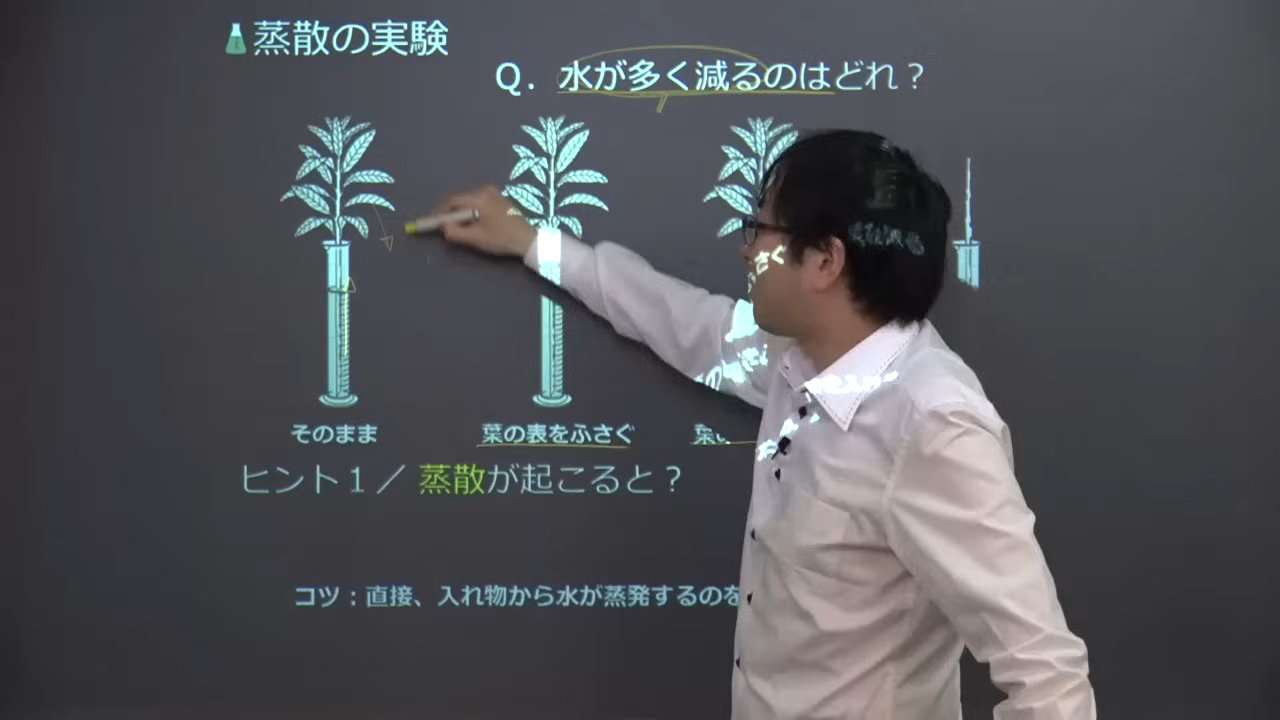 蒸散の実験
Q．水が多く減るのはどれ？
そのまま
葉の表をふさぐ
葉の
ヒント１／ 蒸散が起こると？
コツ：直接、入れ物から水が蒸発するのを